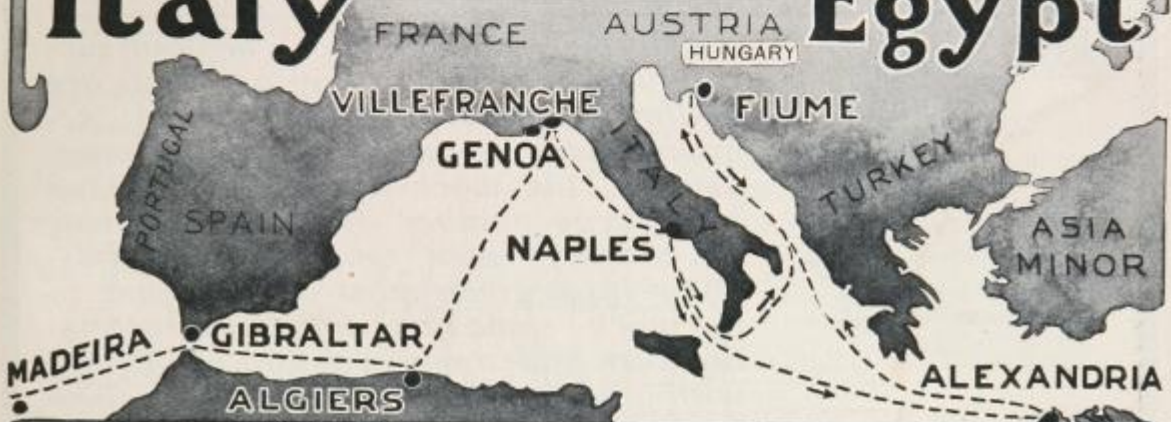 Italy Egypt
FRANCE
AUSTRIA
HUNGARY
VILLEFRANCHE
FIUME
GENOA
ITALY
PORTUGAL
SPAIN
TURKEY
NAPLES
ASIA
MINOR
MADEIRA
GIBRALTAR
ALGIERS
ALEXANDRIA